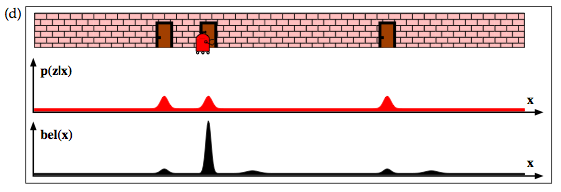 (d)
p(z|x)
x
bel(x)
x